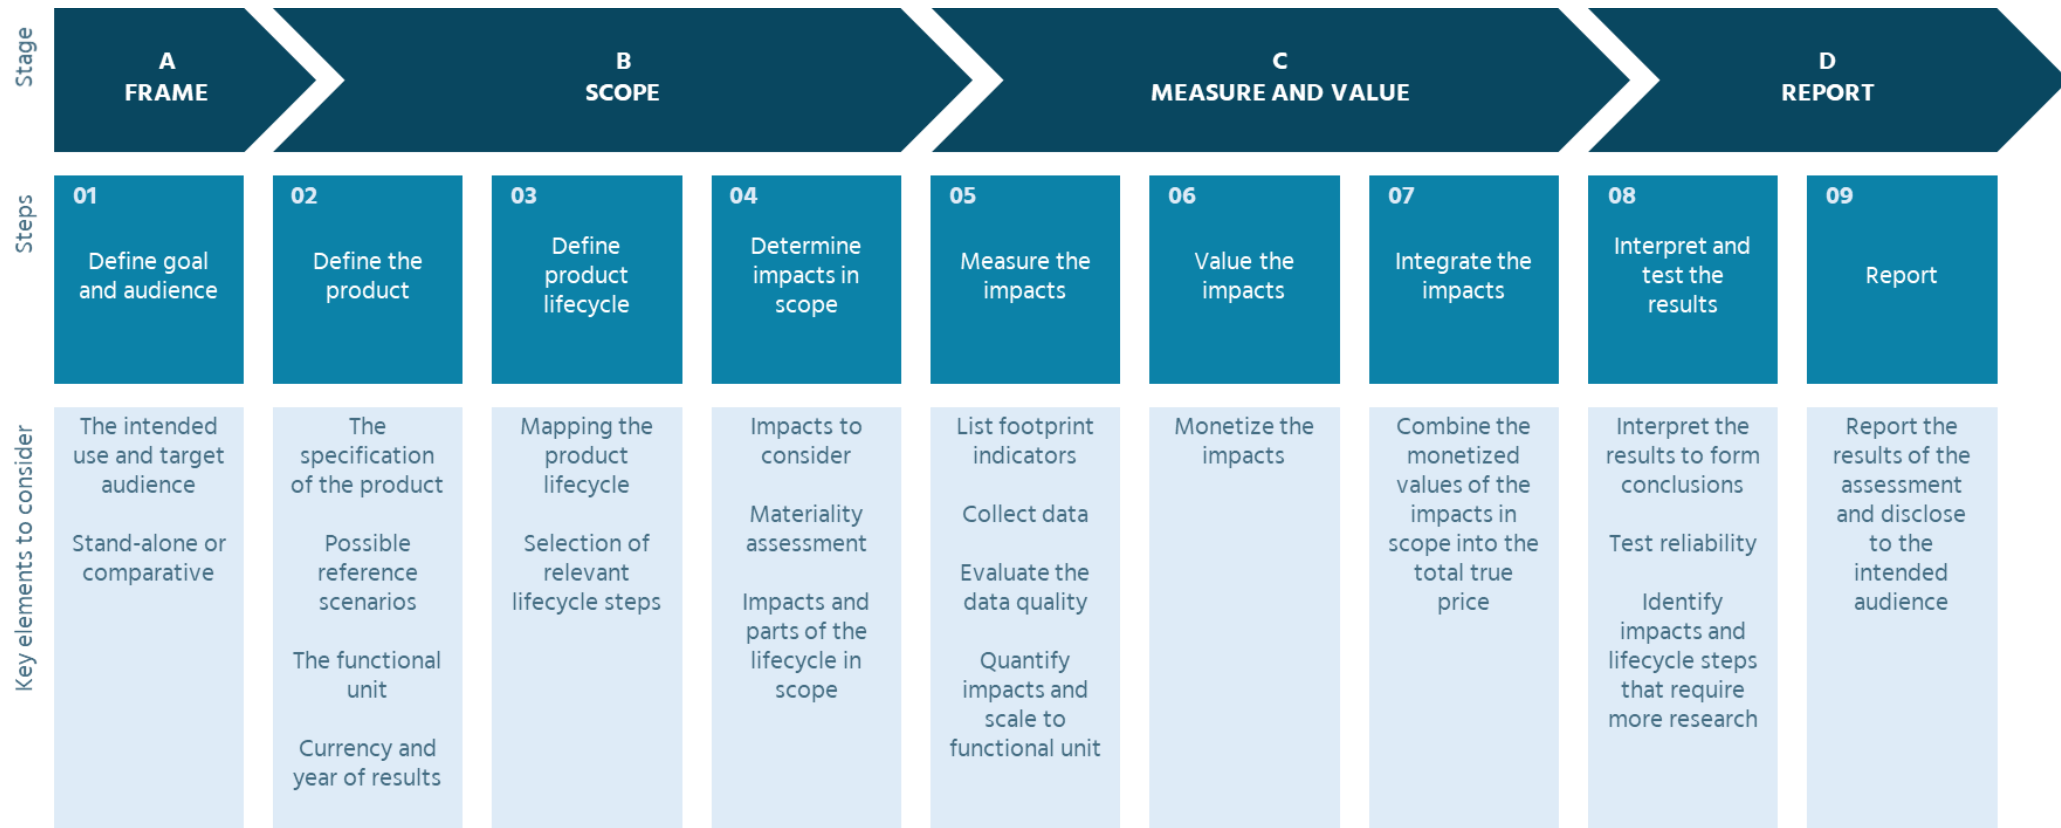 Stage
A
FRAME
B
SCOPE
C
MEASURE AND VALUE
D
REPORT
Steps
01
Define goal
and audience
02
Define the
product
03
Define
product
lifecycle
04
Determine
impacts in
scope
05
Measure the
impacts
06
Value the
impacts
07
Integrate the
impacts
08
Interpret and
test the
results
09
Report
Key elements to consider
The intended
use and target
audience
Stand-alone or
comparative
The
specification
of the product
Possible
reference
scenarios
The functional
unit
Currency and
year of results
Mapping the
product
lifecycle
Selection of
relevant
lifecycle steps
Impacts to
consider
Materiality
assessment
Impacts and
parts of the
lifecycle in
scope
List footprint
indicators
Collect data
Evaluate the
data quality
Quantify
impacts and
scale to
functional unit
Monetize the
impacts
Combine the
monetized
values of the
impacts in
scope into the
total true
price
Interpret the
results to form
conclusions
Test reliability
Identify
impacts and
lifecycle steps
that require
more research
Report the
results of the
assessment
and disclose
to the
intended
audience